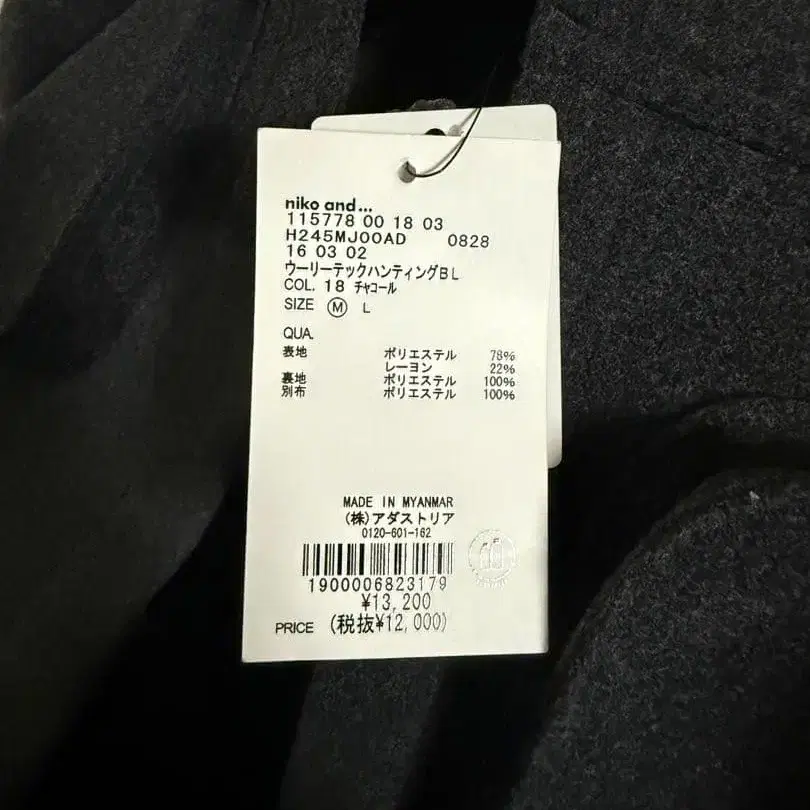 niko and...
115778 00 18 03
H245MJ00AD 0828
16 03 02
ウーリーテックハンティングBL
COL. 18 チャコール
SIZE Ⓜ L
QUA.
表地 ポリエステル 78%
レーヨン 22%
裏地 ポリエステル 100%
別布 ポリエステル 100%
MADE IN MYANMAR
(株)アダストリア
0120-601-162
1900006823179
¥13,200
PRICE (税抜¥12,000)